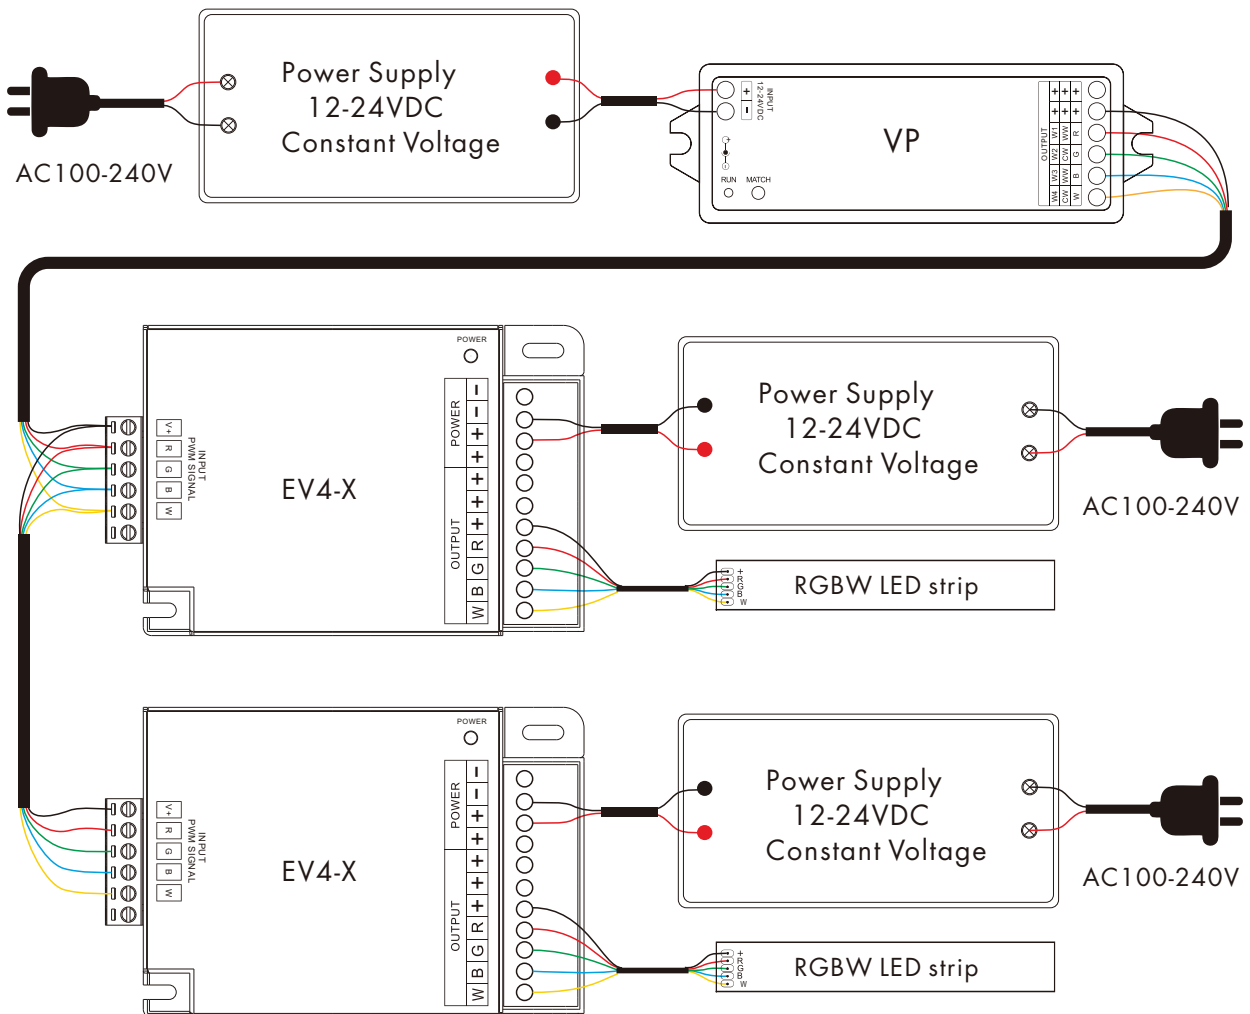 Power Supply
12-24VDC
Constant Voltage
AC100-240V
+ -
INPUT
12-24VDC
RUN
MATCH
VP
OUTPUT
+ + +
+ + +
W1 WW R
W2 CW G
W3 WW B
W4 CW W
POWER
V+
R
G
B
W
INPUT
PWM SIGNAL
EV4-X
POWER
- - + +
OUTPUT
+ + + R G B W
Power Supply
12-24VDC
Constant Voltage
AC100-240V
+
R
G
B
W
RGBW LED strip
POWER
V+
R
G
B
W
INPUT
PWM SIGNAL
EV4-X
POWER
- - + +
OUTPUT
+ + + R G B W
Power Supply
12-24VDC
Constant Voltage
AC100-240V
+
R
G
B
W
RGBW LED strip